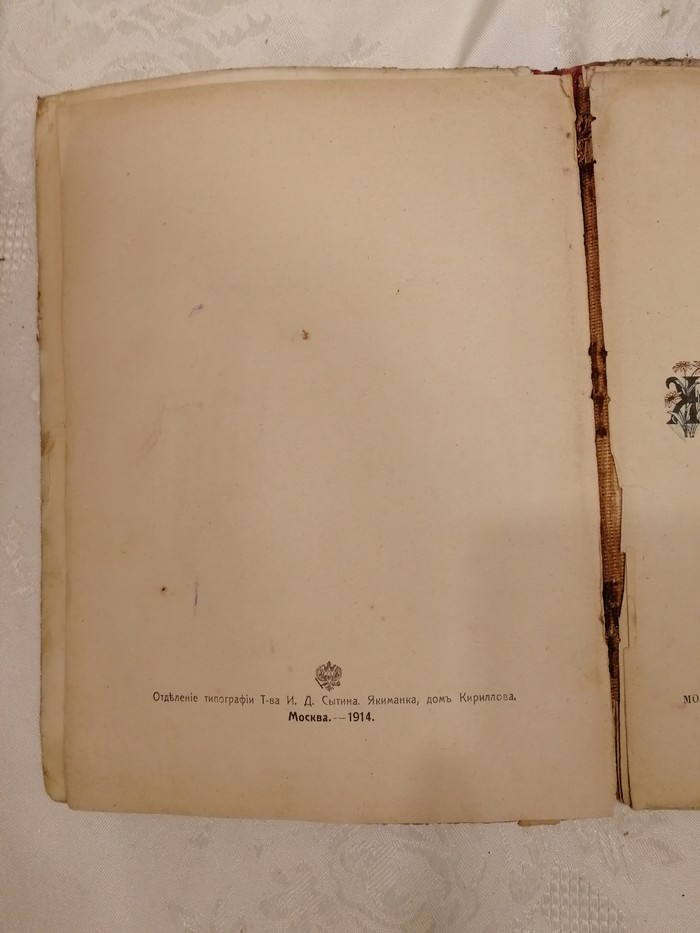 Отдѣленіе типографіи Т-ва И. Д. Сытина. Якиманка, домъ Кириллова.
Москва.—1914.